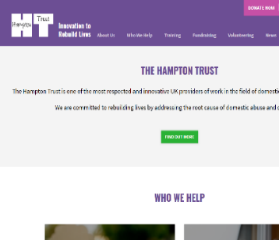 DONATE NOW
Hampton Trust
Innovation to
Rebuild Lives
About Us Who We Help Training Fundraising Volunteering News
THE HAMPTON TRUST
The Hampton Trust is one of the most respected and innovative UK providers of work in the field of domestic
We are committed to rebuilding lives by addressing the root cause of domestic abuse and
FIND OUT MORE
WHO WE HELP